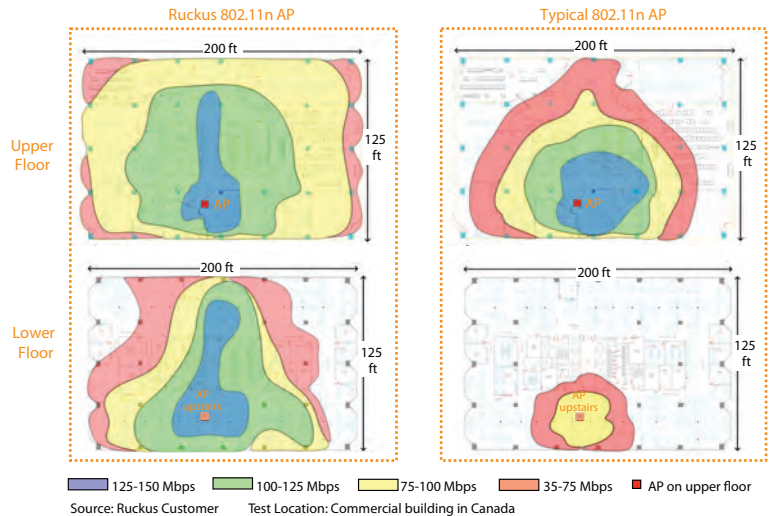 Ruckus 802.11n AP
Typical 802.11n AP
200 ft
200 ft
Upper
Floor
125
ft
125
ft
AP
AP
200 ft
200 ft
Lower
Floor
125
ft
125
ft
AP
upstairs
AP
upstairs
125-150 Mbps
100-125 Mbps
75-100 Mbps
35-75 Mbps
AP on upper floor
Source: Ruckus Customer
Test Location: Commercial building in Canada